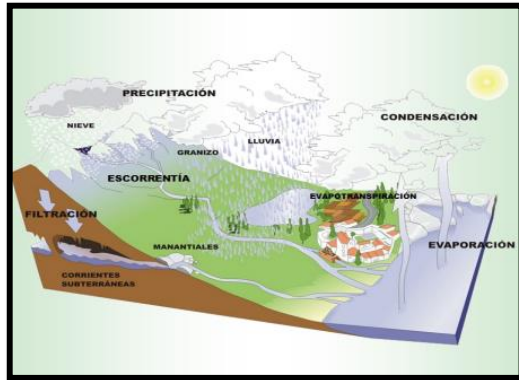 PRECIPITACIÓN
CONDENSACIÓN
NIEVE
LLUVIA
GRANIZO
ESCORRENTÍA
EVAPOTRANSPIRACIÓN
FILTRACIÓN
MANANTIALES
EVAPORACIÓN
CORRIENTES
SUBTERRÁNEAS